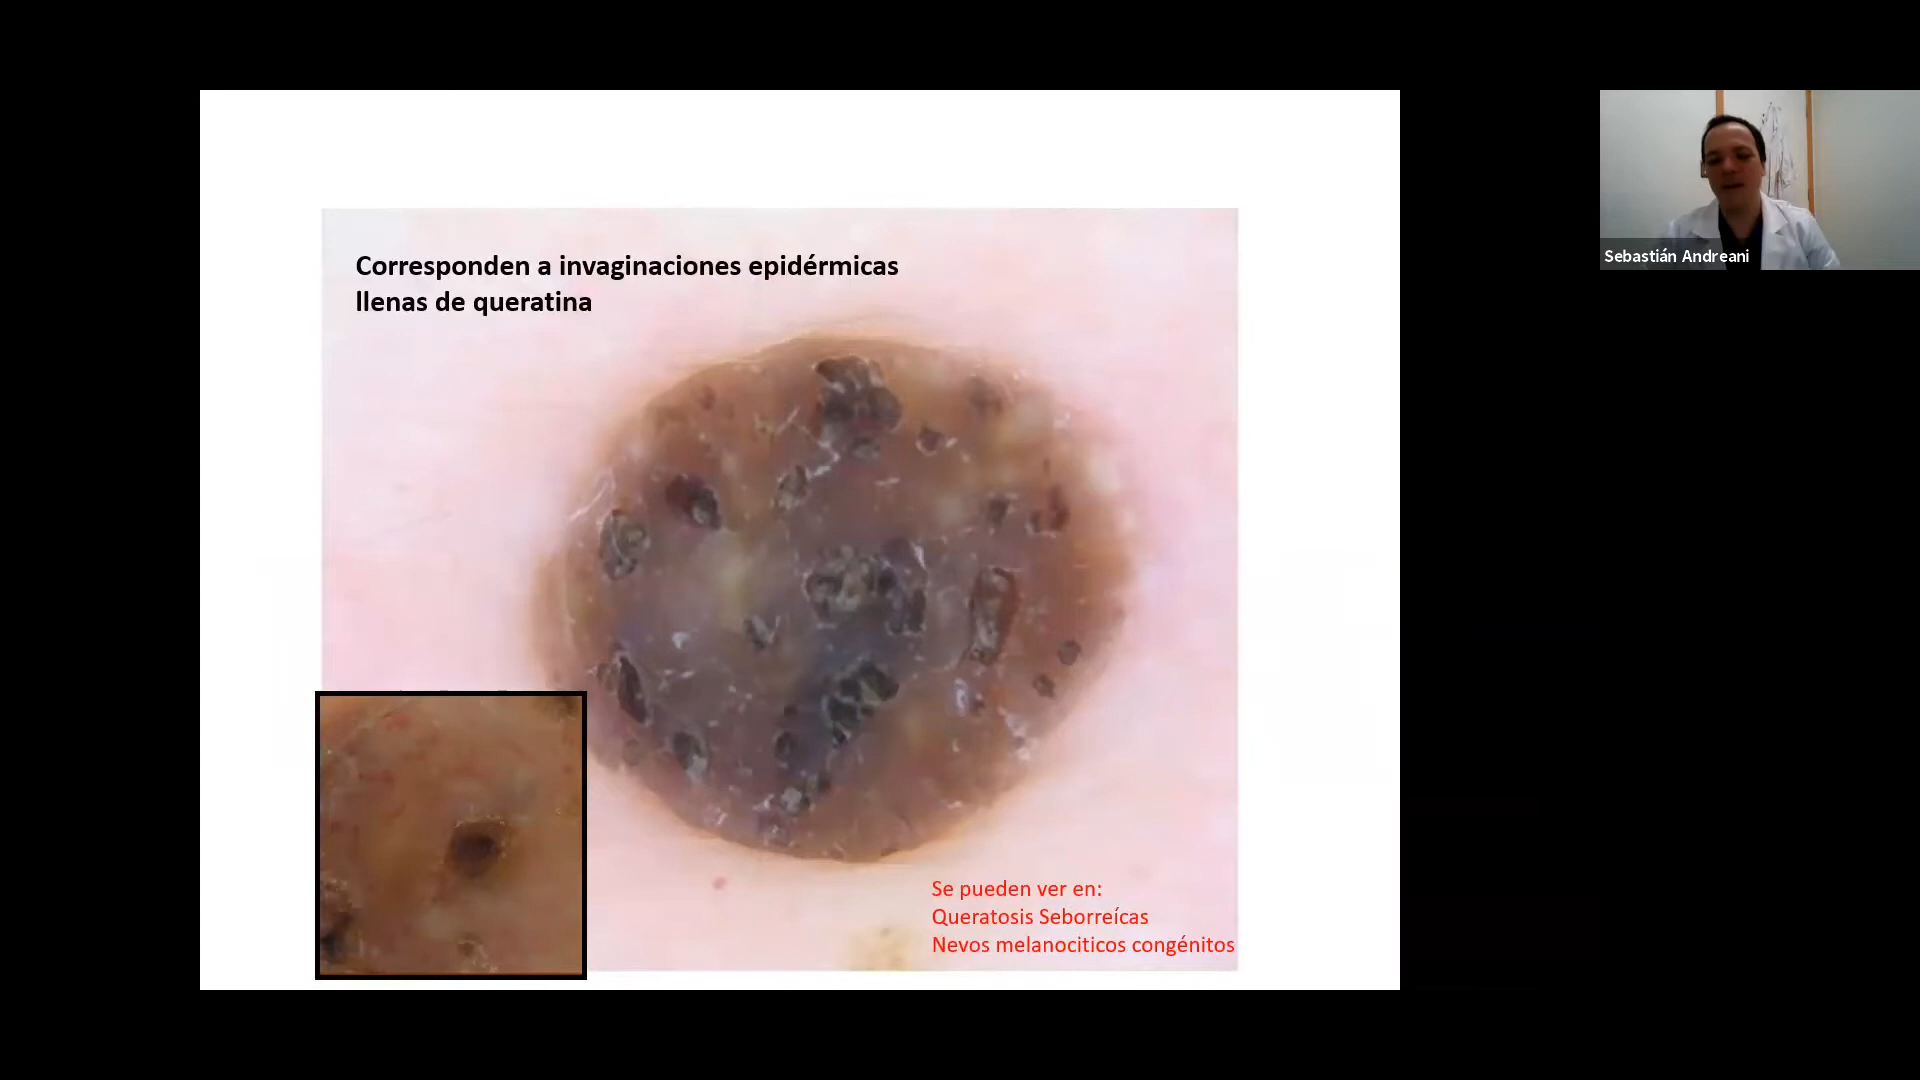 Corresponden a invaginaciones epidérmicas
llenas de queratina
Se pueden ver en:
Queratosis Seborreícas
Nevos melanociticos congénitos
Sebastián Andreani